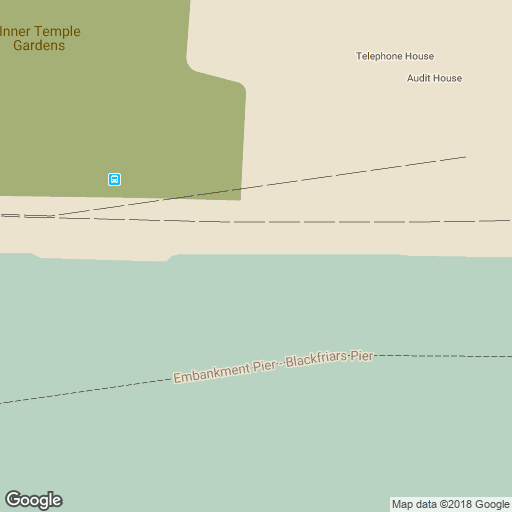 Inner Temple
Gardens
Telephone House
Audit House
Embankment Pier - Blackfriars Pier
Google
Map data ©2018 Google